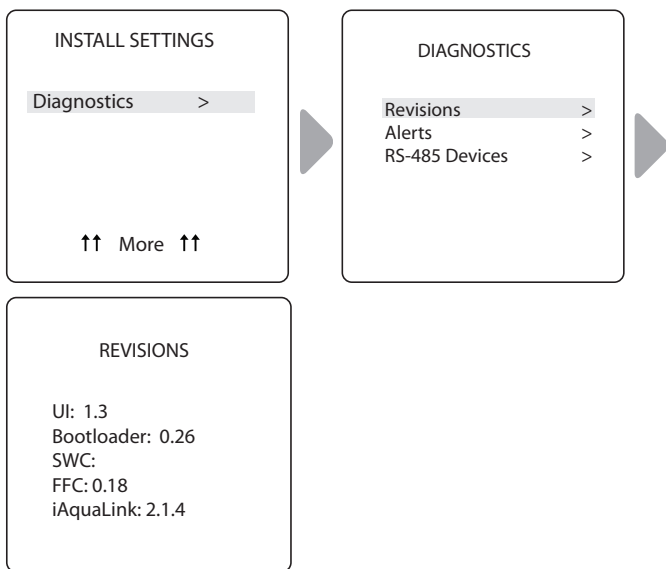 INSTALL SETTINGS
Diagnostics >
↑↑ More ↑↑
DIAGNOSTICS
Revisions >
Alerts >
RS-485 Devices >
REVISIONS
UI: 1.3
Bootloader: 0.26
SWC:
FFC: 0.18
iAquaLink: 2.1.4